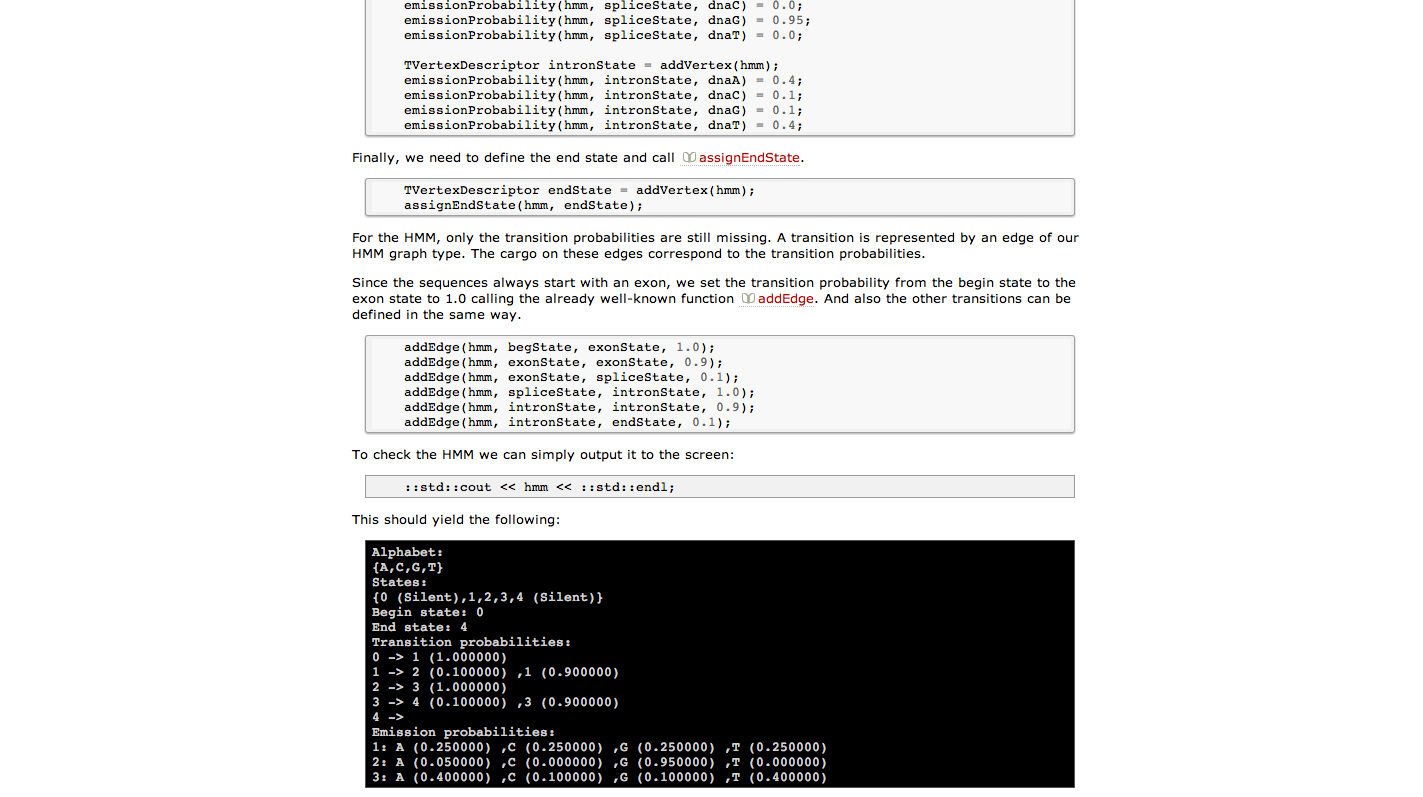 emissionProbability(hmm, spliceState, dnaC) = 0.0;
emissionProbability(hmm, spliceState, dnaG) = 0.95;
emissionProbability(hmm, spliceState, dnaT) = 0.0;
TVertexDescriptor intronState = addVertex(hmm);
emissionProbability(hmm, intronState, dnaA) = 0.4;
emissionProbability(hmm, intronState, dnaC) = 0.1;
emissionProbability(hmm, intronState, dnaG) = 0.1;
emissionProbability(hmm, intronState, dnaT) = 0.4;
Finally, we need to define the end state and call assignEndState.
TVertexDescriptor endState = addVertex(hmm);
assignEndState(hmm, endState);
For the HMM, only the transition probabilities are still missing. A transition is represented by an edge of our
HMM graph type. The cargo on these edges correspond to the transition probabilities.
Since the sequences always start with an exon, we set the transition probability from the begin state to the
exon state to 1.0 calling the already well-known function addEdge. And also the other transitions can be
defined in the same way.
addEdge(hmm, begState, exonState, 1.0);
addEdge(hmm, exonState, exonState, 0.9);
addEdge(hmm, exonState, spliceState, 0.1);
addEdge(hmm, spliceState, intronState, 1.0);
addEdge(hmm, intronState, intronState, 0.9);
addEdge(hmm, intronState, endState, 0.1);
To check the HMM we can simply output it to the screen:
::std::cout << hmm << ::std::endl;
This should yield the following:
Alphabet:
{A,C,G,T}
States:
{0 (Silent),1,2,3,4 (Silent)}
Begin state: 0
End state: 4
Transition probabilities:
0 -> 1 (1.000000)
1 -> 2 (0.100000) ,1 (0.900000)
2 -> 3 (1.000000)
3 -> 4 (0.100000) ,3 (0.900000)
4 ->
Emission probabilities:
1: A (0.250000) ,C (0.250000) ,G (0.250000) ,T (0.250000)
2: A (0.050000) ,C (0.000000) ,G (0.950000) ,T (0.000000)
3: A (0.400000) ,C (0.100000) ,G (0.100000) ,T (0.400000)